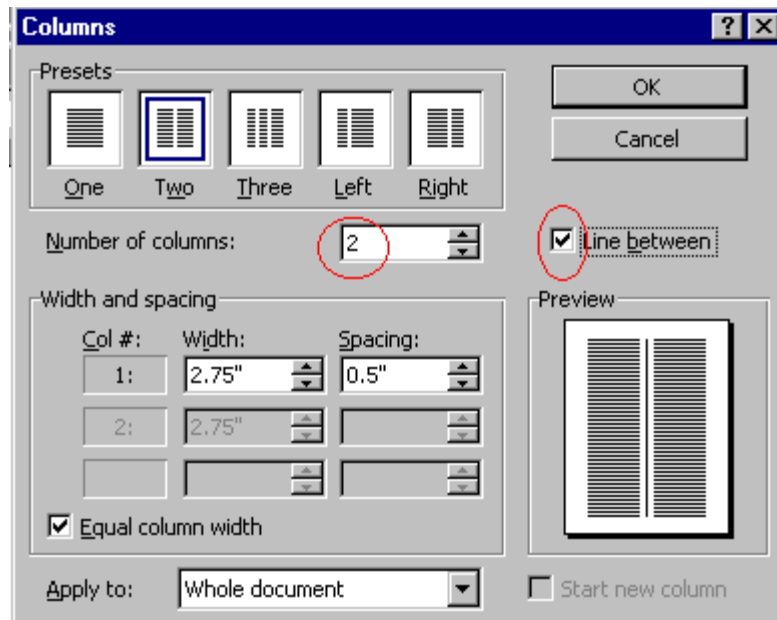 Columns
Presets
OK
Cancel
One Two Three Left Right
Number of columns: 2
Line between
Width and spacing
Preview
Col #: Width: Spacing:
1: 2.75" 0.5"
2: 2.75"
Equal column width
Apply to: Whole document
Start new column